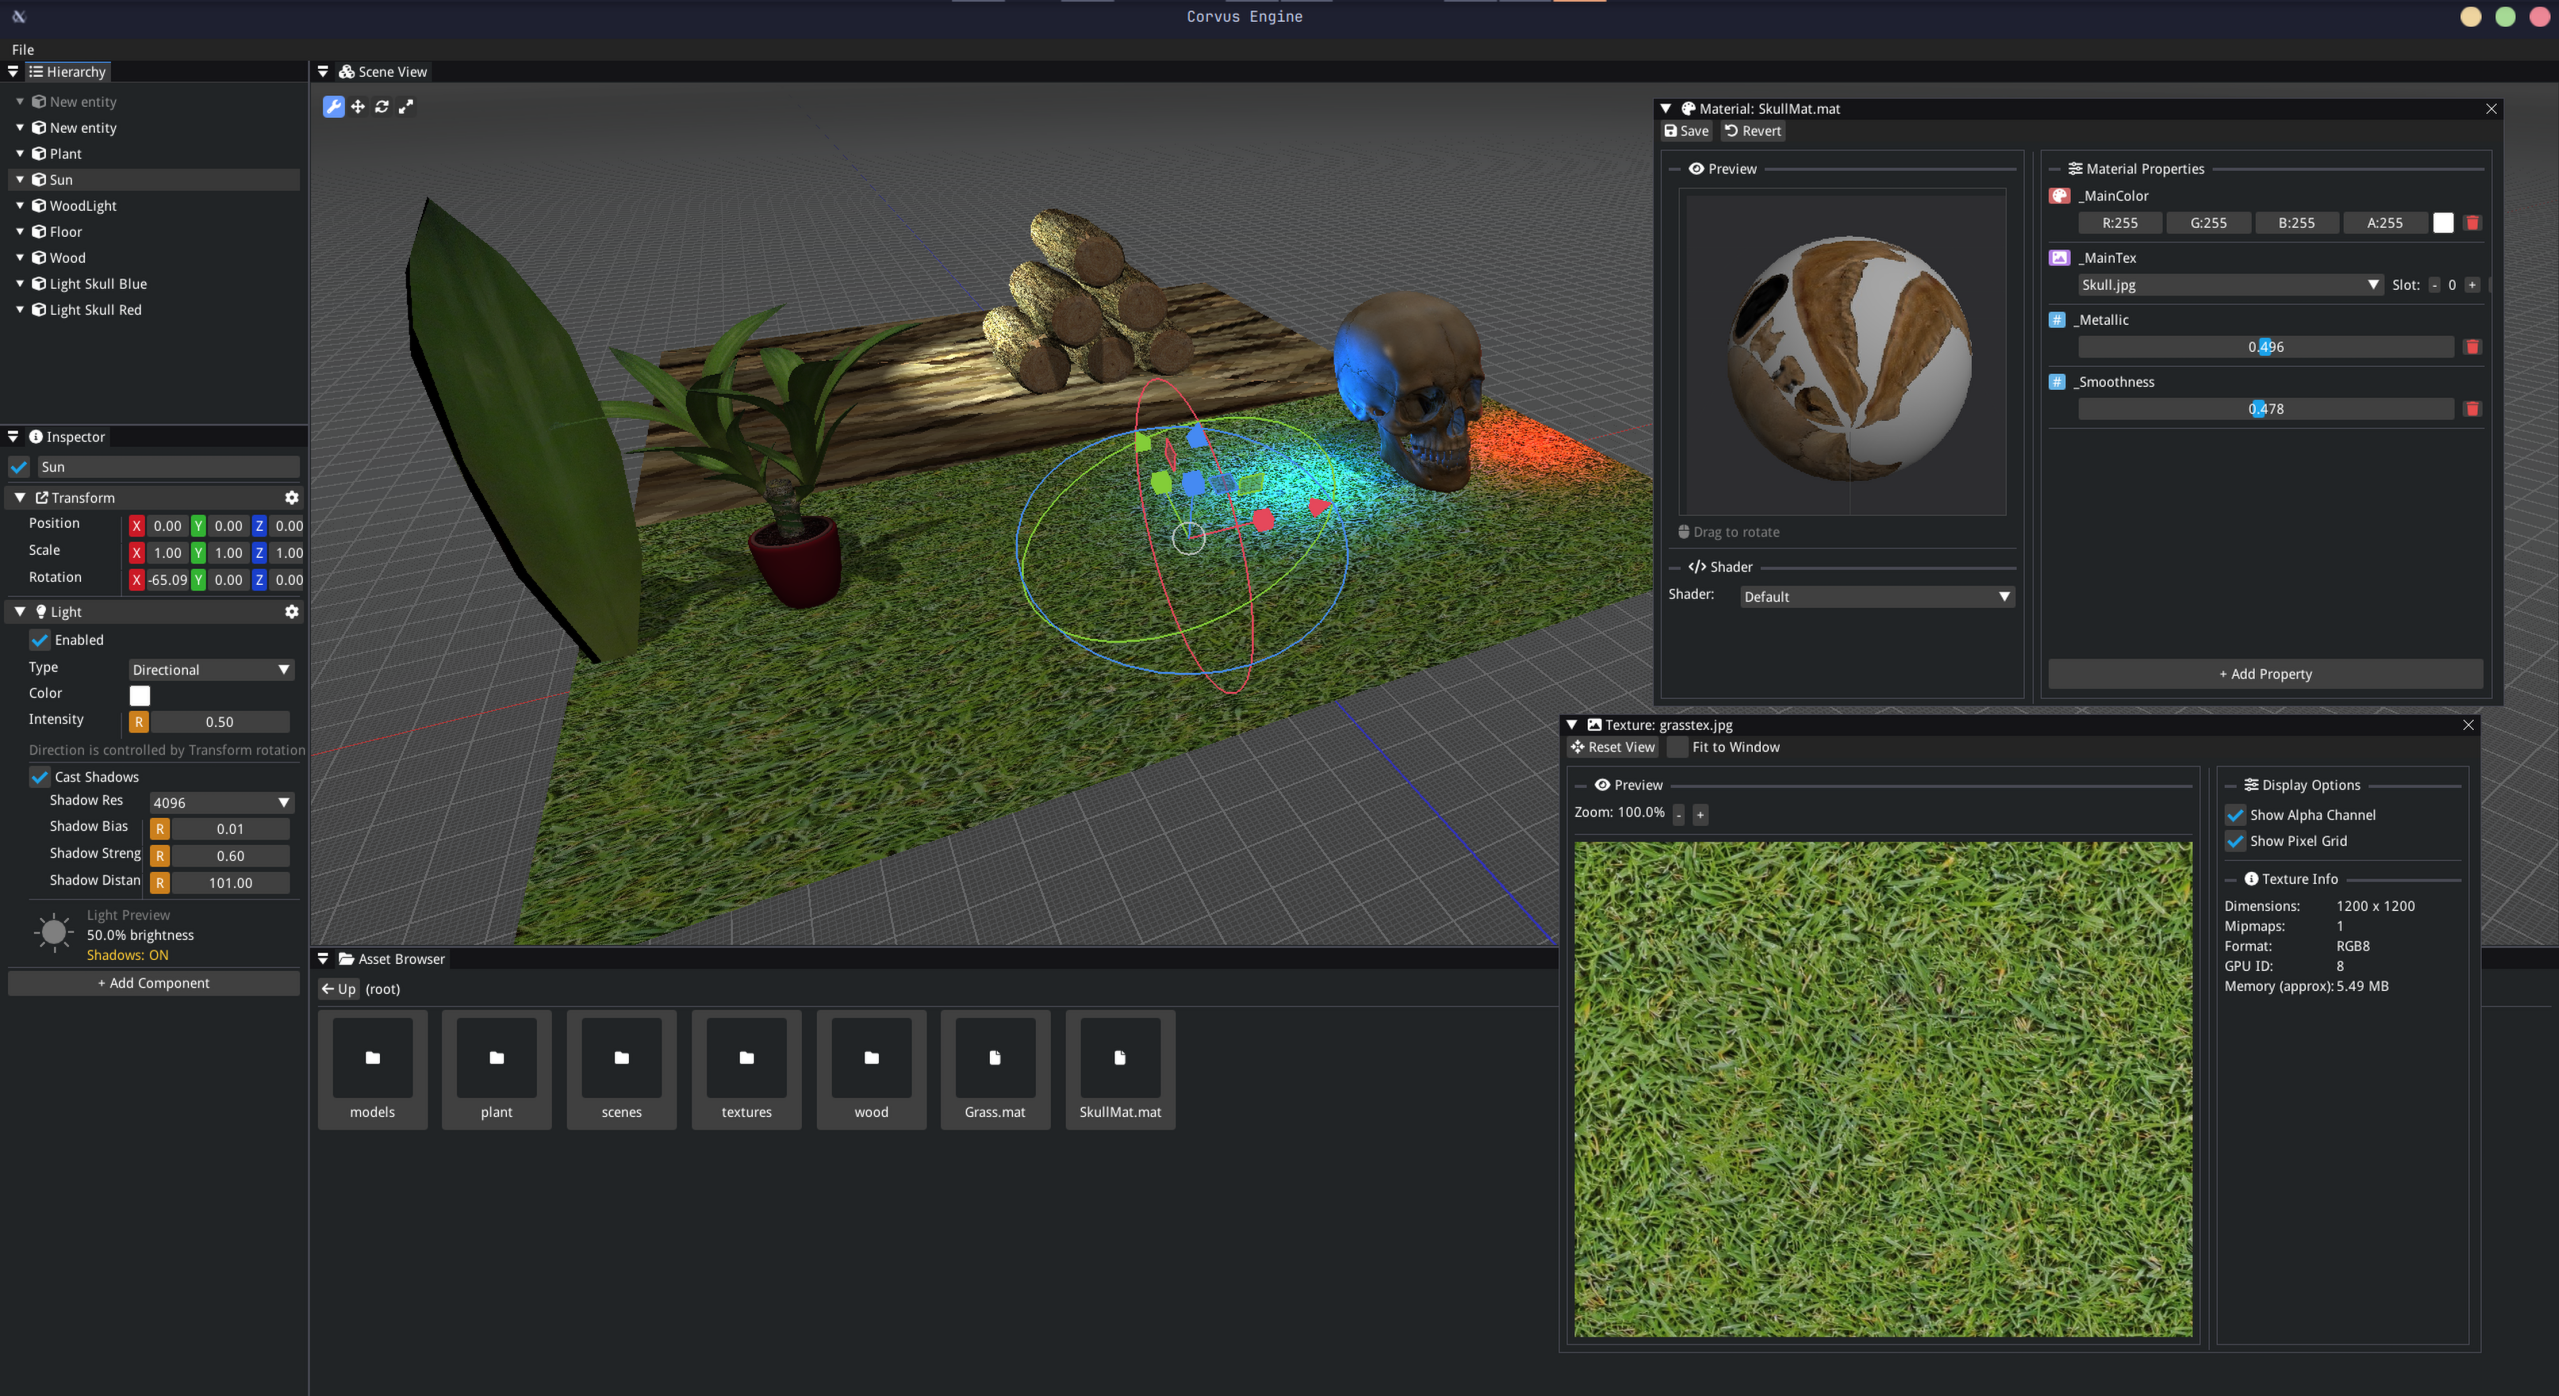 Corvus Engine
File
Hierarchy
New entity
New entity
Plant
Sun
WoodLight
Floor
Wood
Light Skull Blue
Light Skull Red
Inspector
Sun
Transform
Position X 0.00 Y 0.00 Z 0.00
Scale X 1.00 Y 1.00 Z 1.00
Rotation X -65.09 Y 0.00 Z 0.00
Light
Enabled
Type Directional
Color
Intensity R 0.50
Direction is controlled by Transform rotation
Cast Shadows
Shadow Res 4096
Shadow Bias R 0.01
Shadow Streng R 0.60
Shadow Distan R 101.00
Light Preview
50.0% brightness
Shadows: ON
+ Add Component
Scene View
Asset Browser
Up (root)
models plant scenes textures wood Grass.mat SkullMat.mat
Material: SkullMat.mat
Save Revert
Preview
Drag to rotate
</> Shader
Shader: Default
Material Properties
_MainColor
R:255 G:255 B:255 A:255
_MainTex
Skull.jpg Slot: - 0 +
# _Metallic
0.496
# _Smoothness
0.478
+ Add Property
Texture: grasstex.jpg
Reset View Fit to Window
Preview
Zoom: 100.0% - +
Display Options
Show Alpha Channel
Show Pixel Grid
Texture Info
Dimensions: 1200 x 1200
Mipmaps: 1
Format: RGB8
GPU ID: 8
Memory (approx): 5.49 MB